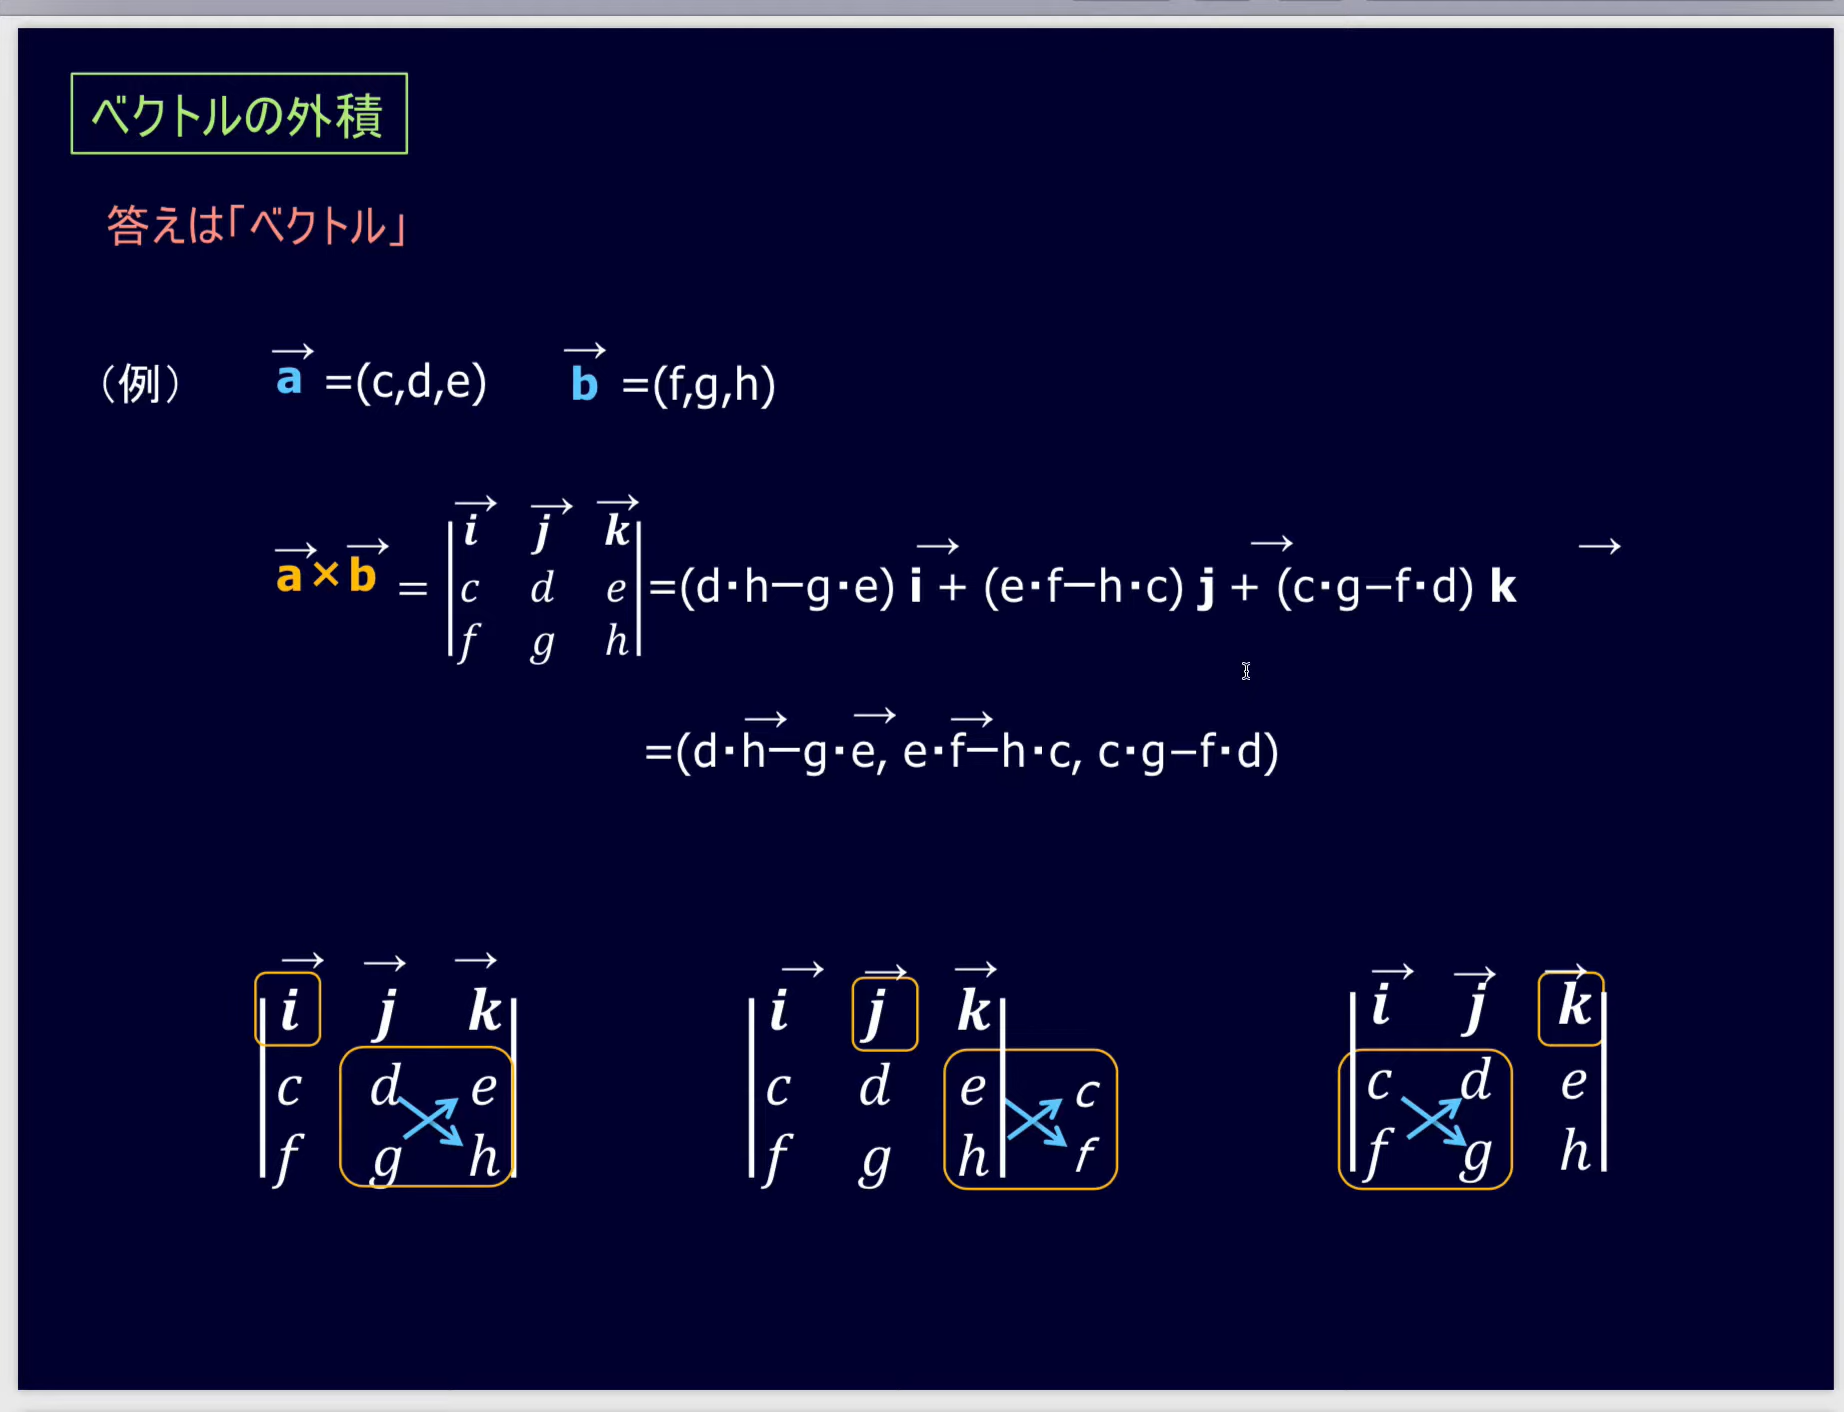 ベクトルの外積
答えは「ベクトル」
（例） a =(c,d,e) b =(f,g,h)
a×b = | i j k |
| c d e | =(d·h−g·e) i + (e·f−h·c) j + (c·g−f·d) k
| f g h |
=(d·h−g·e, e·f−h·c, c·g−f·d)
i j k
c d e
f g h
i j k
c d e c
f g h f
i j k
c d e
f g h